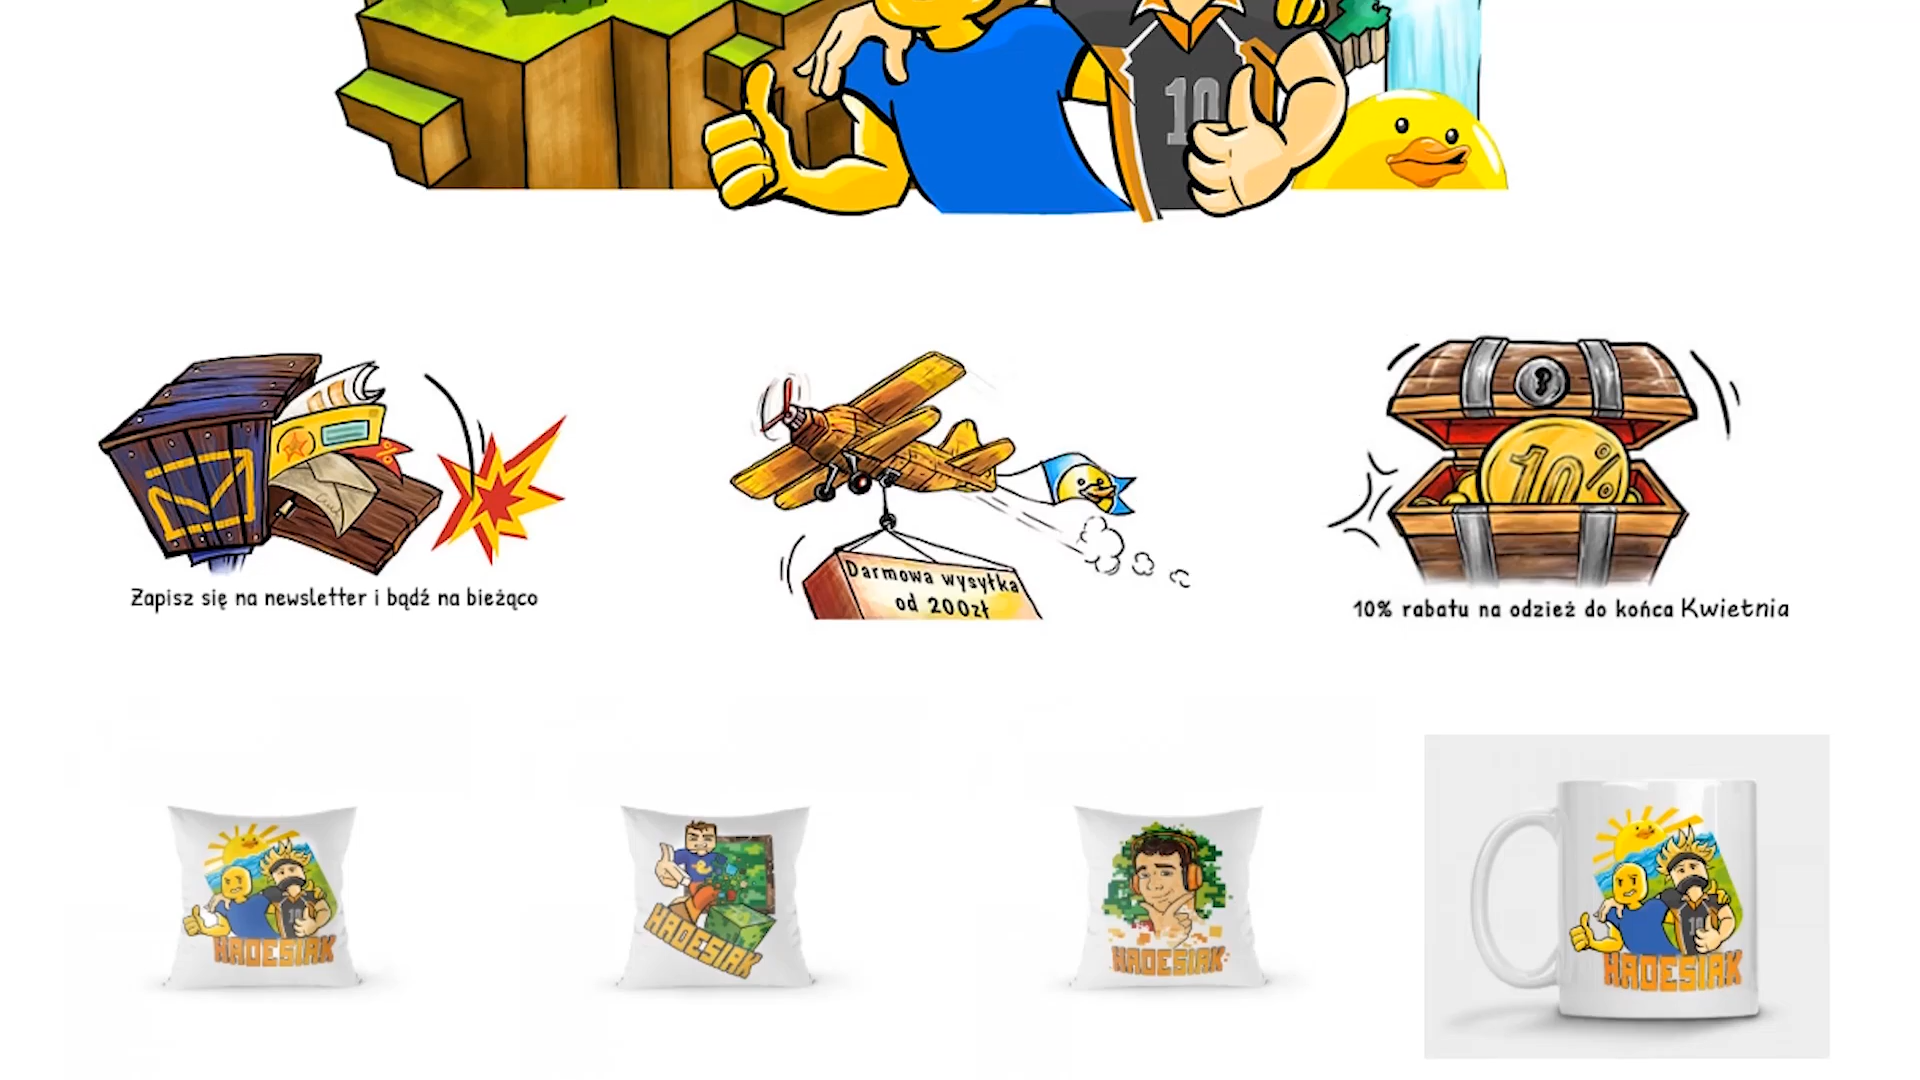 10
10%
Darmowa wysyłka
od 200zł
Zapisz się na newsletter i bądź na bieżąco
10% rabatu na odzież do końca Kwietnia
HADESIAK
HADESIAK
HADESIAK
10
HADESIAK